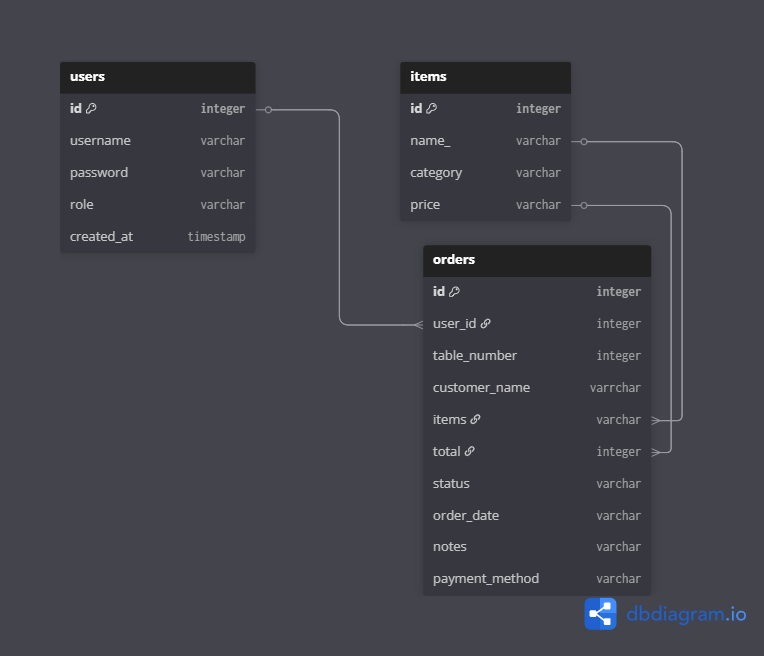 users
id integer
username varchar
password varchar
role varchar
created_at timestamp
items
id integer
name_ varchar
category varchar
price varchar
orders
id integer
user_id integer
table_number integer
customer_name varrchar
items varchar
total integer
status varchar
order_date varchar
notes varchar
payment_method varchar
dbdiagram.io